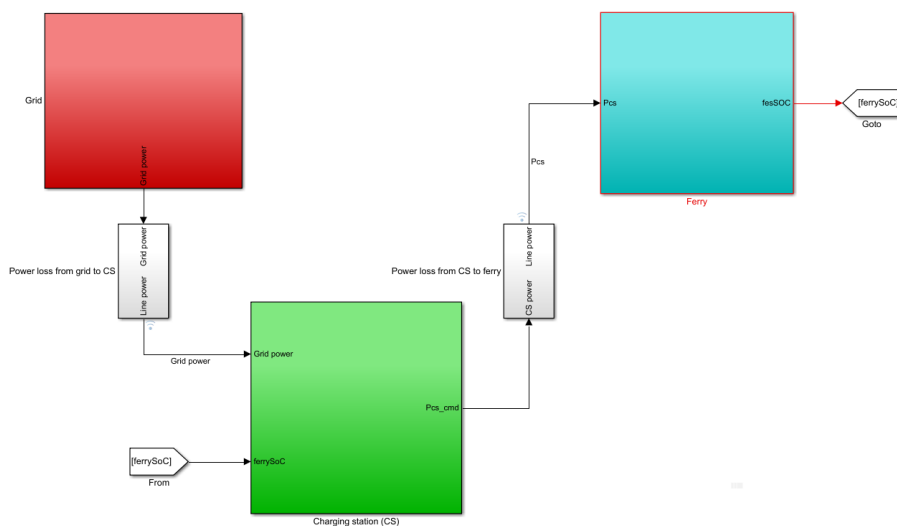 Grid
Grid power
Grid power
Line power
Power loss from grid to CS
Grid power
Grid power
ferrySoC
Pcs_cmd
Charging station (CS)
[ferrySoC]
From
CS power
Line power
Power loss from CS to ferry
Pcs
Pcs
fesSOC
Ferry
[ferrySoC]
Goto